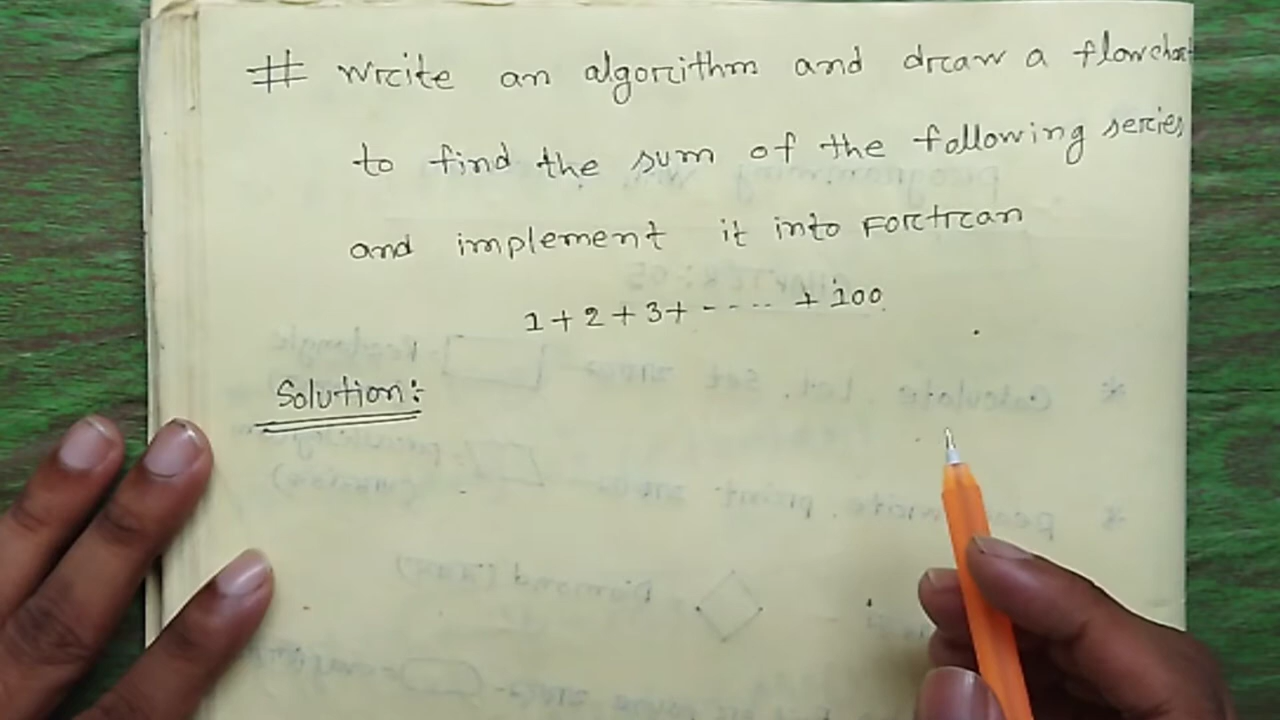 # Write an algorithm and draw a flowchart
to find the sum of the following series
and implement it into Fortran
1 + 2 + 3 + - - - - - + 100
Solution: